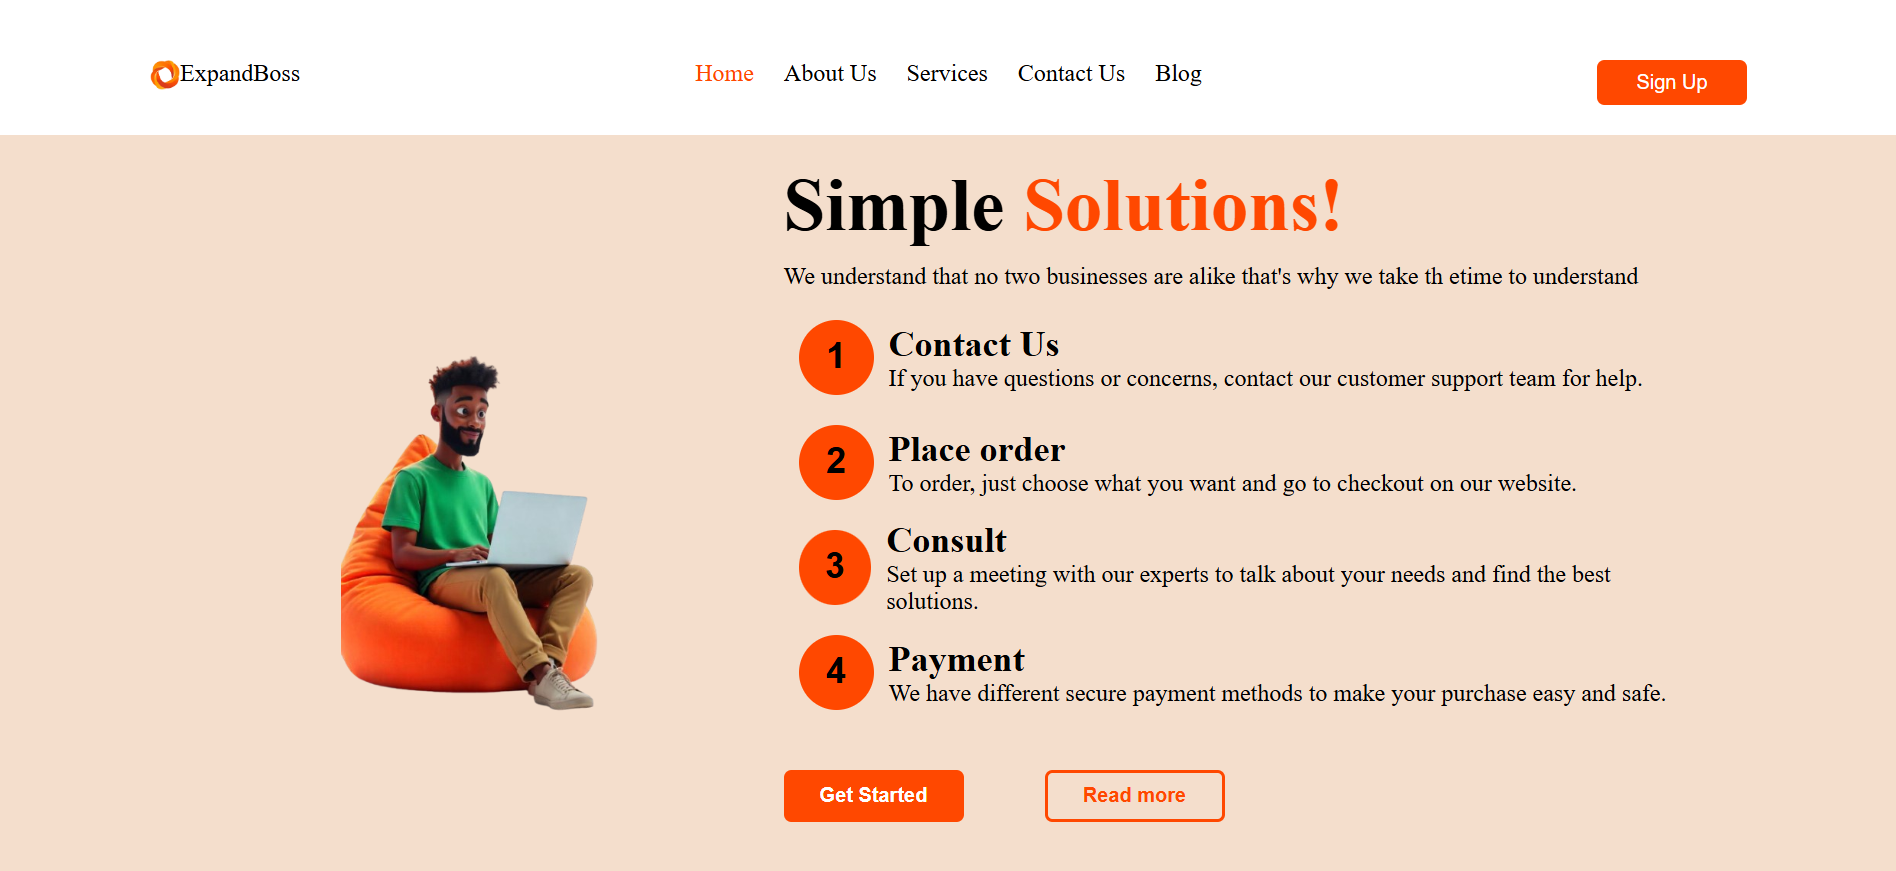 ExpandBoss
Home About Us Services Contact Us Blog
Sign Up
Simple Solutions!
We understand that no two businesses are alike that's why we take th etime to understand
1
Contact Us
If you have questions or concerns, contact our customer support team for help.
2
Place order
To order, just choose what you want and go to checkout on our website.
3
Consult
Set up a meeting with our experts to talk about your needs and find the best
solutions.
4
Payment
We have different secure payment methods to make your purchase easy and safe.
Get Started
Read more